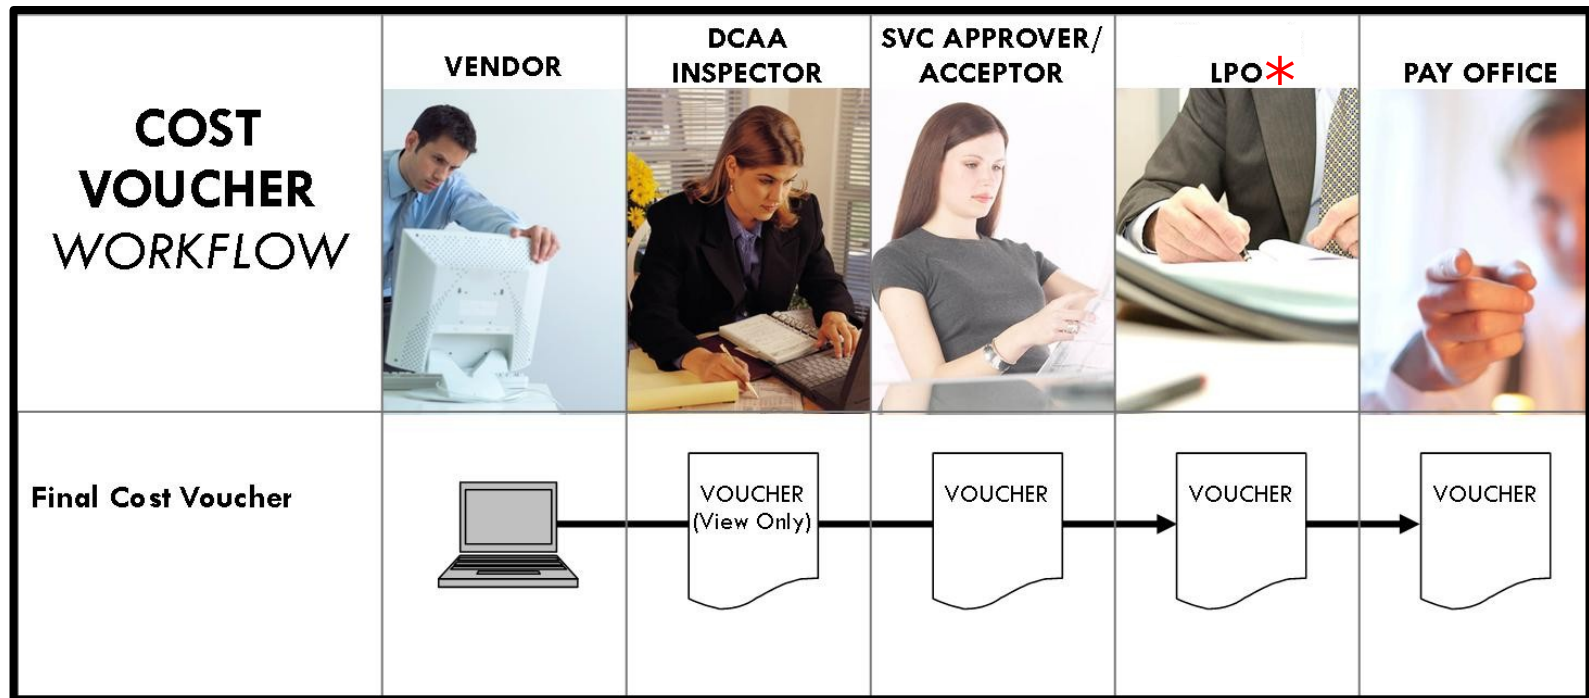 COST
VOUCHER
WORKFLOW
VENDOR
DCAA
INSPECTOR
SVC APPROVER/
ACCEPTOR
LPO*
PAY OFFICE
Final Cost Voucher
VOUCHER
(View Only)
VOUCHER
VOUCHER
VOUCHER